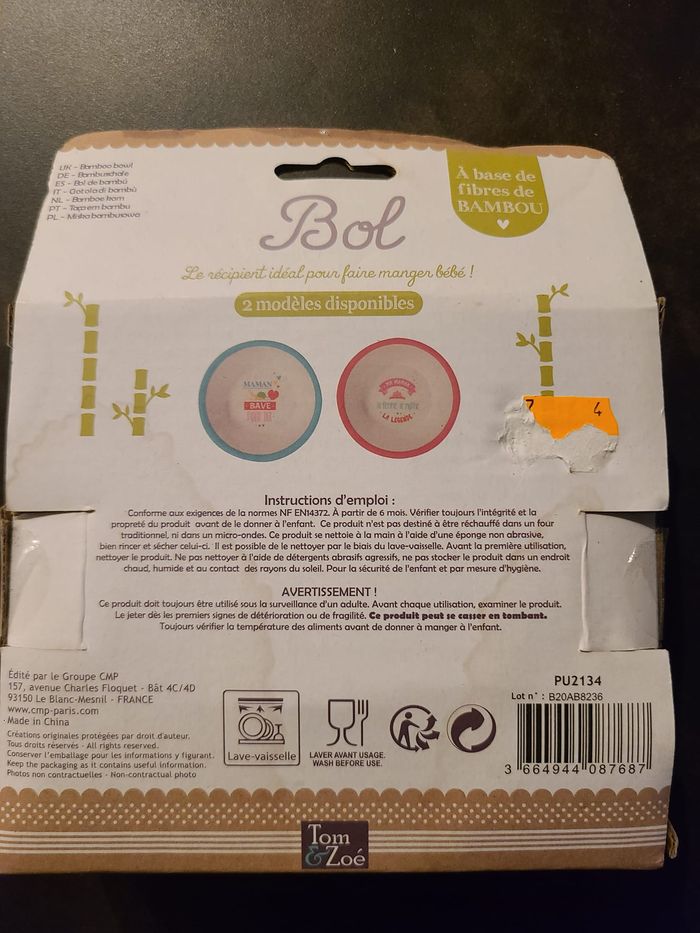 UK - Bamboo bowl
DE - Bambusschale
ES - Bol de bambú
IT - Ciotola di bambù
NL - Bamboe kom
PT - Taça em bambu
PL - Miska bambusowa
À base de
fibres de
BAMBOU
Bol
Le récipient idéal pour faire manger bébé !
2 modèles disponibles
MAMAN
BAVE
LA LÉGENDE
7 4
Instructions d'emploi :
Conforme aux exigences de la normes NF EN14372. À partir de 6 mois. Vérifier toujours l'intégrité et la
propreté du produit avant de le donner à l'enfant. Ce produit n'est pas destiné à être réchauffé dans un four
traditionnel, ni dans un micro-ondes. Ce produit se nettoie à la main à l'aide d'une éponge non abrasive,
bien rincer et sécher celui-ci. Il est possible de le nettoyer par le biais du lave-vaisselle. Avant la première utilisation,
nettoyer le produit. Ne pas nettoyer à l'aide de détergents abrasifs agressifs, ne pas stocker le produit dans un endroit
chaud, humide et au contact des rayons du soleil. Pour la sécurité de l'enfant et par mesure d'hygiène.
AVERTISSEMENT !
Ce produit doit toujours être utilisé sous la surveillance d'un adulte. Avant chaque utilisation, examiner le produit.
Le jeter dès les premiers signes de détérioration ou de fragilité. Ce produit peut se casser en tombant.
Toujours vérifier la température des aliments avant de donner à manger à l'enfant.
Édité par le Groupe CMP
157, avenue Charles Floquet - Bât 4C/4D
93150 Le Blanc-Mesnil - FRANCE
www.cmp-paris.com
Made in China
Créations originales protégées par droit d'auteur.
Tous droits réservés - All rights reserved.
Conserver l'emballage pour les informations y figurant.
Keep the packaging as it contains useful information.
Photos non contractuelles - Non-contractual photo
Lave-vaisselle
LAVER AVANT USAGE.
WASH BEFORE USE.
PU2134
Lot n° : B20AB8236
3 664944 087687
Tom
&Zoé